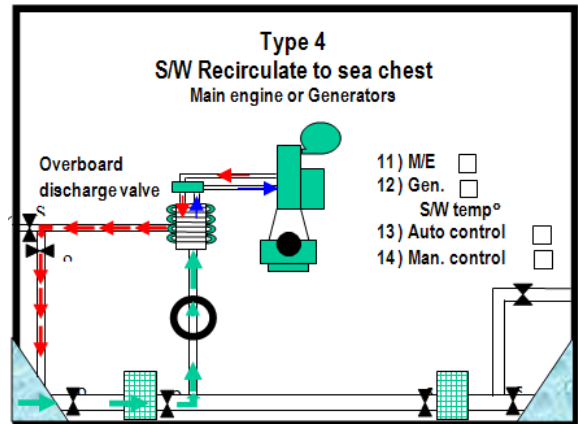 Type 4
S/W Recirculate to sea chest
Main engine or Generators
Overboard
discharge valve
11) M/E
12) Gen.
S/W temp°
13) Auto control
14) Man. control